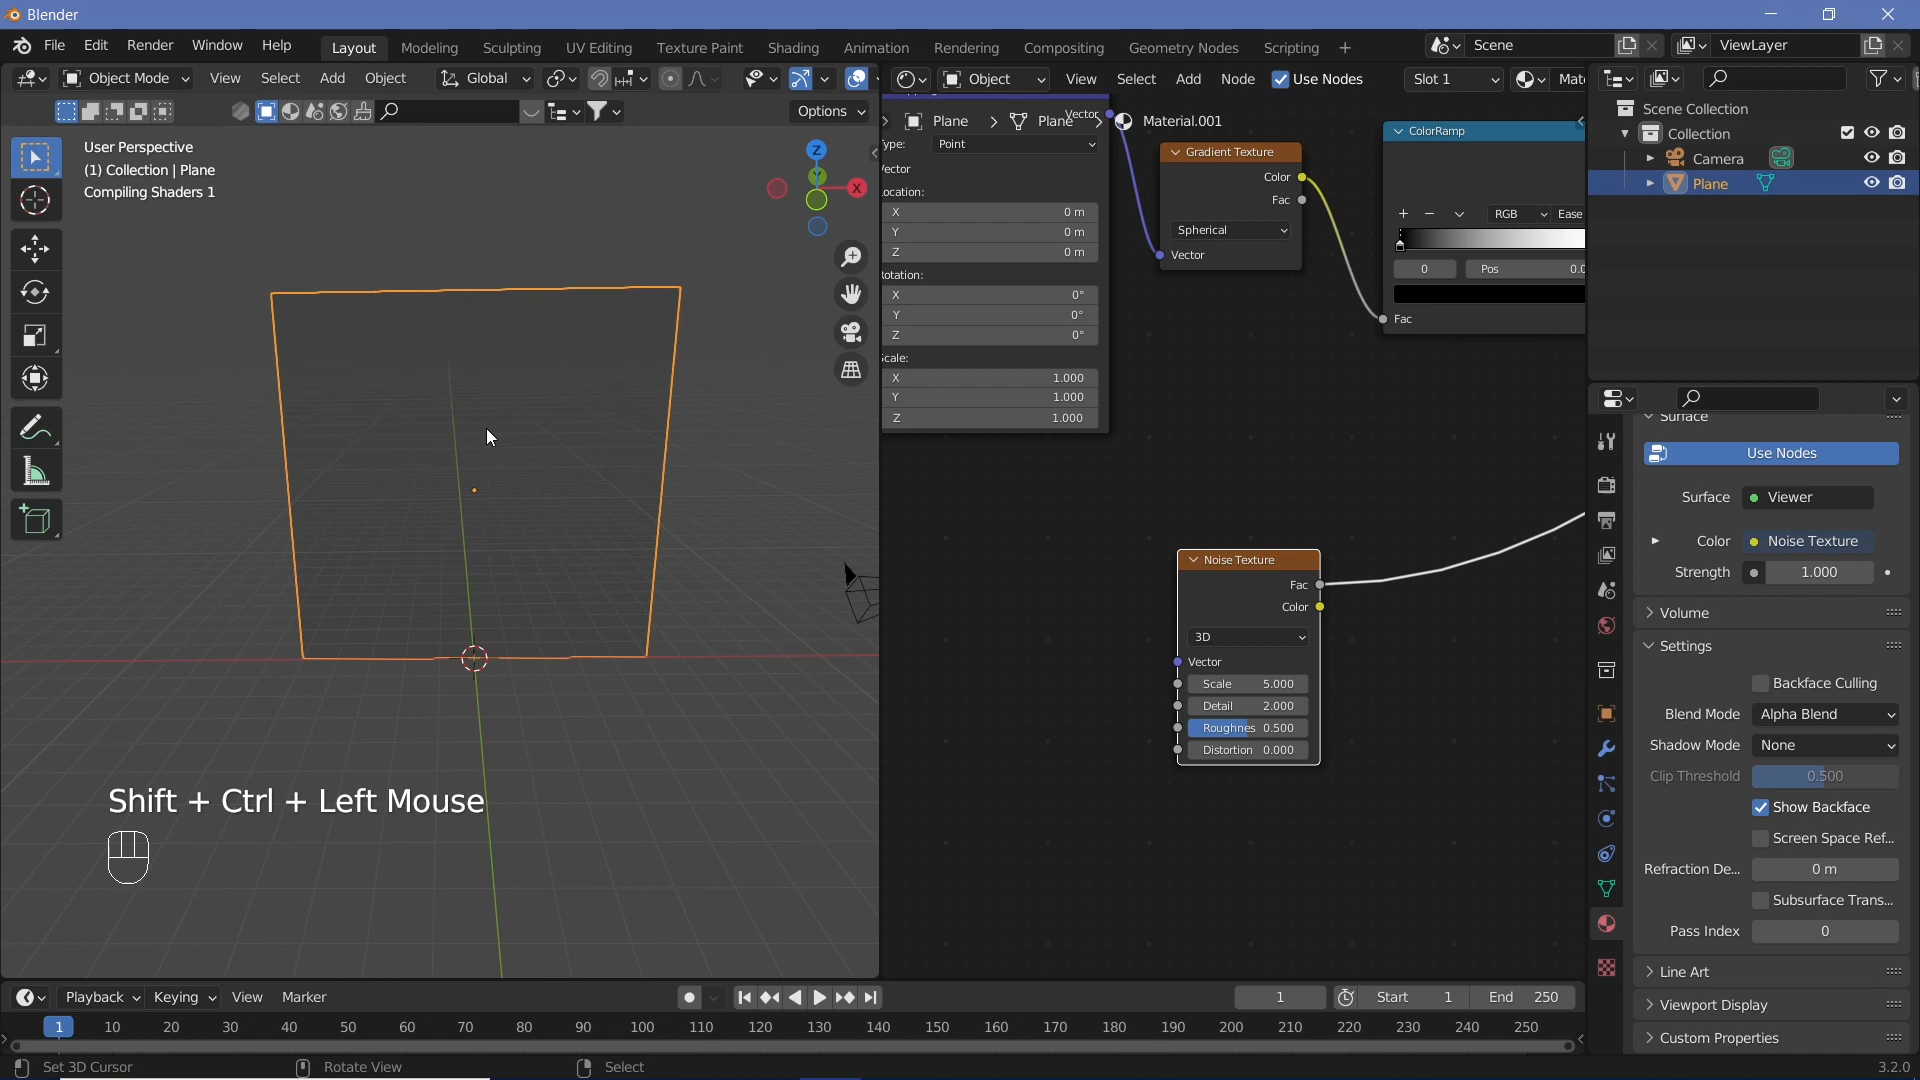 Blender
File Edit Render Window Help Layout Modeling Sculpting UV Editing Texture Paint Shading Animation Rendering Compositing Geometry Nodes Scripting + Scene ViewLayer
Object Mode View Select Add Object Global Object View Select Add Node Use Nodes Slot 1 Mate
Options
User Perspective
(1) Collection | Plane
Compiling Shaders 1
Z
X
Shift + Ctrl + Left Mouse
Plane > Plane > Material.001
Vector
ype: Point
Vector
ocation:
X 0 m
Y 0 m
Z 0 m
otation:
X 0°
Y 0°
Z 0°
cale:
X 1.000
Y 1.000
Z 1.000
Gradient Texture
Color
Fac
Spherical
Vector
ColorRamp
RGB Ease
0 Pos 0.0
Fac
Noise Texture
Fac
Color
3D
Vector
Scale 5.000
Detail 2.000
Roughnes 0.500
Distortion 0.000
Scene Collection
Collection
Camera
Plane
Surface
Use Nodes
Surface Viewer
Color Noise Texture
Strength 1.000
Volume
Settings
Backface Culling
Blend Mode Alpha Blend
Shadow Mode None
Clip Threshold 0.500
Show Backface
Screen Space Ref...
Refraction De... 0 m
Subsurface Trans...
Pass Index 0
Line Art
Viewport Display
Custom Properties
Playback Keying View Marker 1 Start 1 End 250
1 10 20 30 40 50 60 70 80 90 100 110 120 130 140 150 160 170 180 190 200 210 220 230 240 250
Set 3D Cursor Rotate View Select 3.2.0